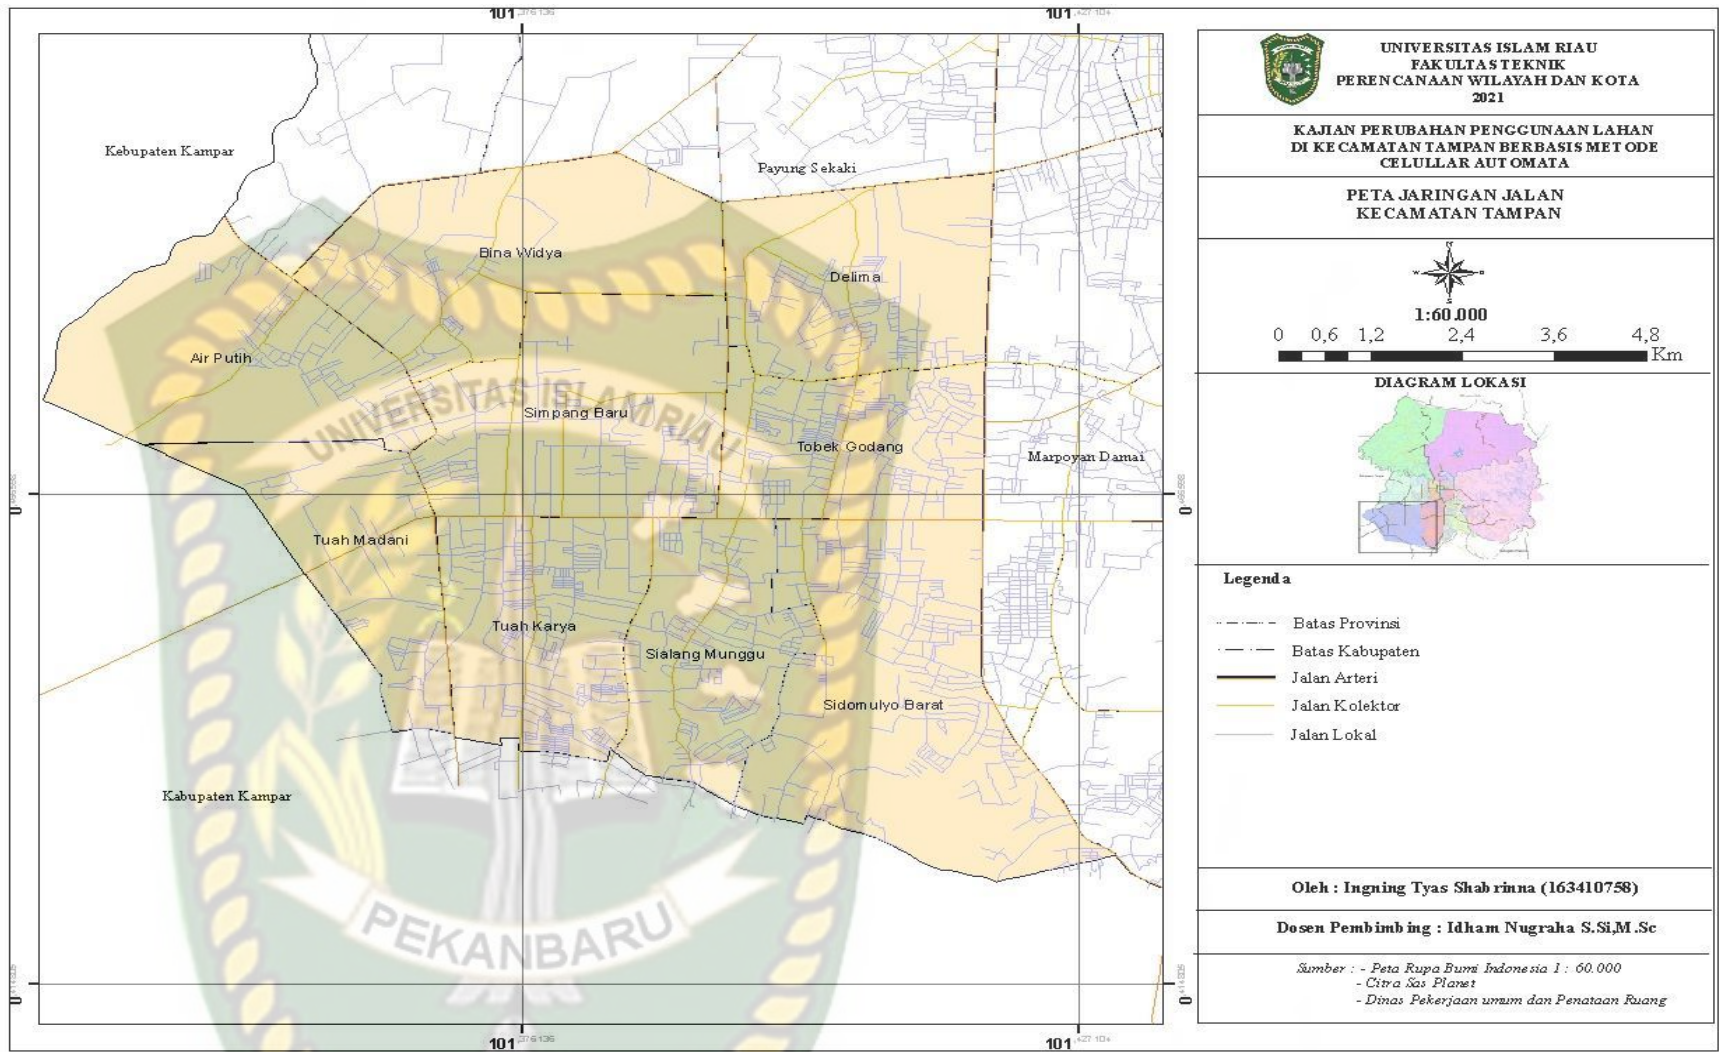 101,376136
101,427104
Kebupaten Kampar
Payung Sekaki
Bina Widya
Delima
Air Putih
Simpang Baru
Tobek Godang
Marpoyan Damai
Tuah Madani
Tuah Karya
Sialang Munggu
Sidomulyo Barat
Kabupaten Kampar
UNIVERSITAS ISLAM RIAU
PEKANBARU
101,376136
101,427104
UNIVERSITAS ISLAM RIAU
FAKULTAS TEKNIK
PERENCANAAN WILAYAH DAN KOTA
2021
KAJIAN PERUBAHAN PENGGUNAAN LAHAN
DI KECAMATAN TAMPAN BERBASIS METODE
CELULLAR AUTOMATA
PETA JARINGAN JALAN
KECAMATAN TAMPAN
1:60.000
0 0,6 1,2 2,4 3,6 4,8
Km
DIAGRAM LOKASI
Legenda
Batas Provinsi
Batas Kabupaten
Jalan Arteri
Jalan Kolektor
Jalan Lokal
Oleh : Ingning Tyas Shabrinna (163410758)
Dosen Pembimbing : Idham Nugraha S.Si,M.Sc
Sumber : - Peta Rupa Bumi Indonesia 1 : 60.000
- Citra Sas Planet
- Dinas Pekerjaan umum dan Penataan Ruang